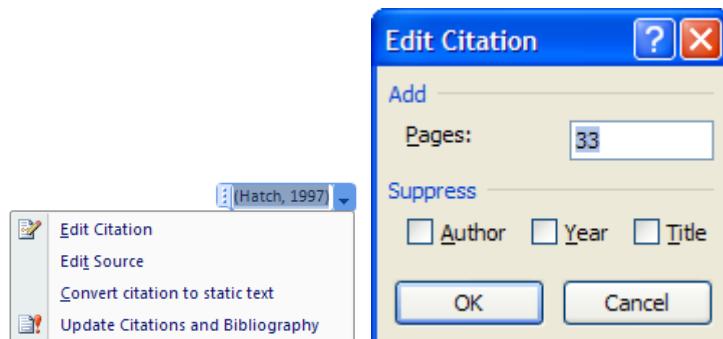 (Hatch, 1997)
Edit Citation
Edit Source
Convert citation to static text
Update Citations and Bibliography
Edit Citation
Add
Pages: 33
Suppress
Author Year Title
OK Cancel